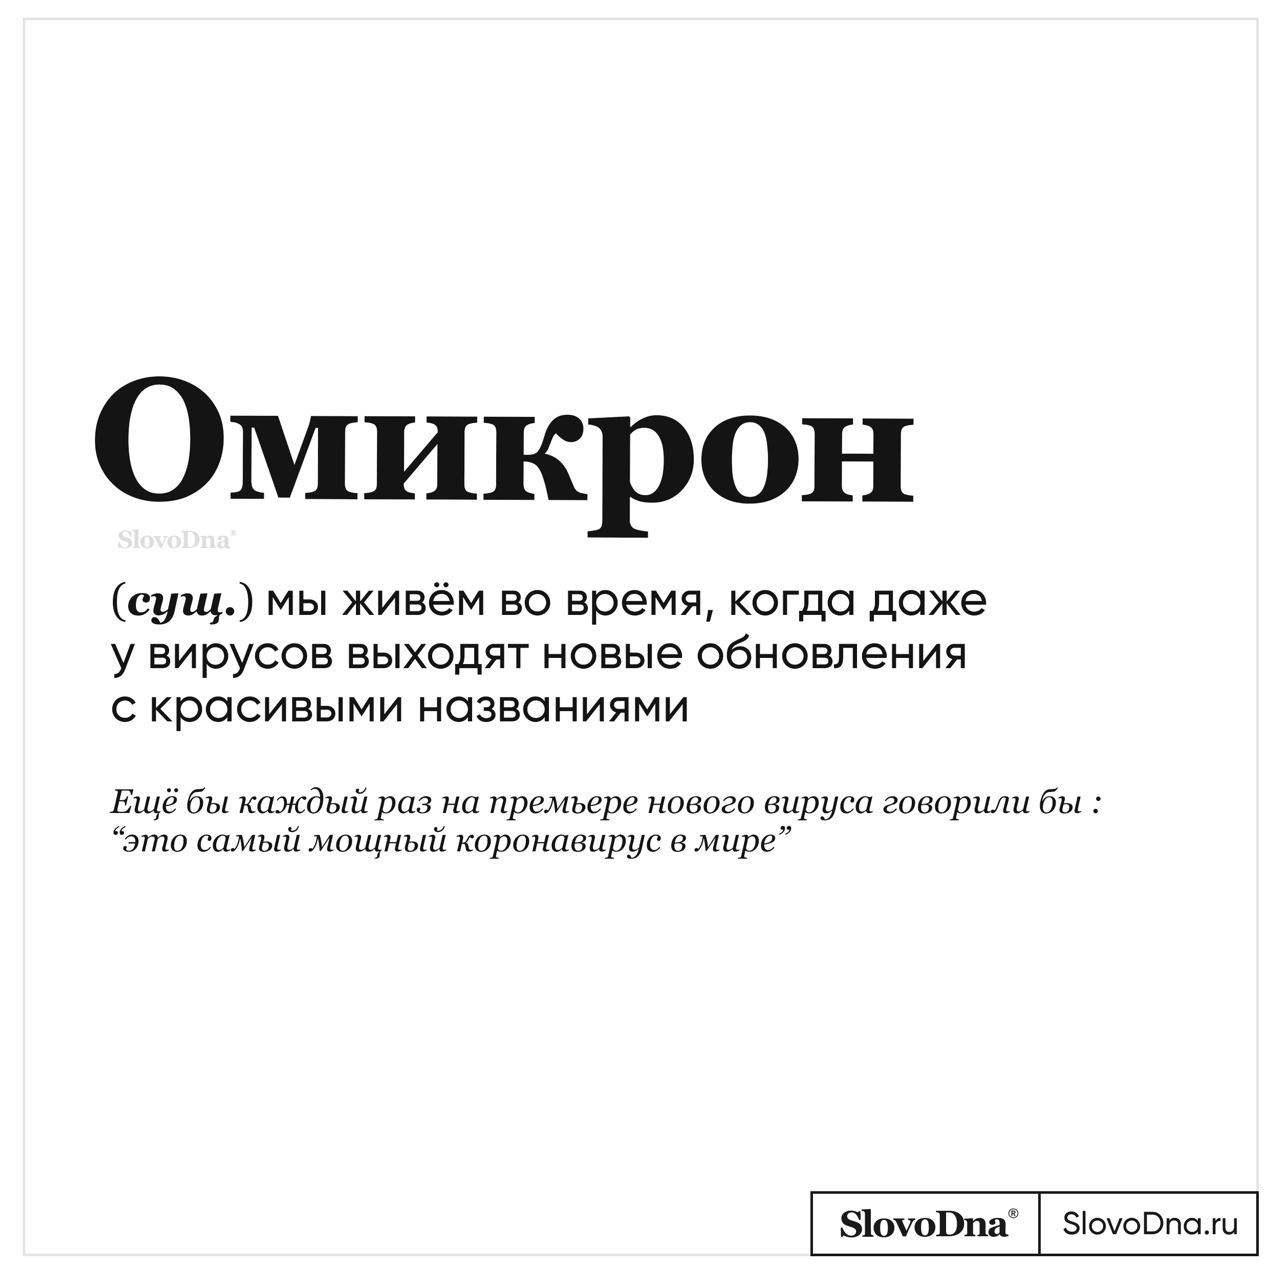 Омикрон
SlovoDna®
(сущ.) мы живём во время, когда даже
у вирусов выходят новые обновления
с красивыми названиями
Ещё бы каждый раз на премьере нового вируса говорили бы :
“это самый мощный коронавирус в мире”
SlovoDna® SlovoDna.ru